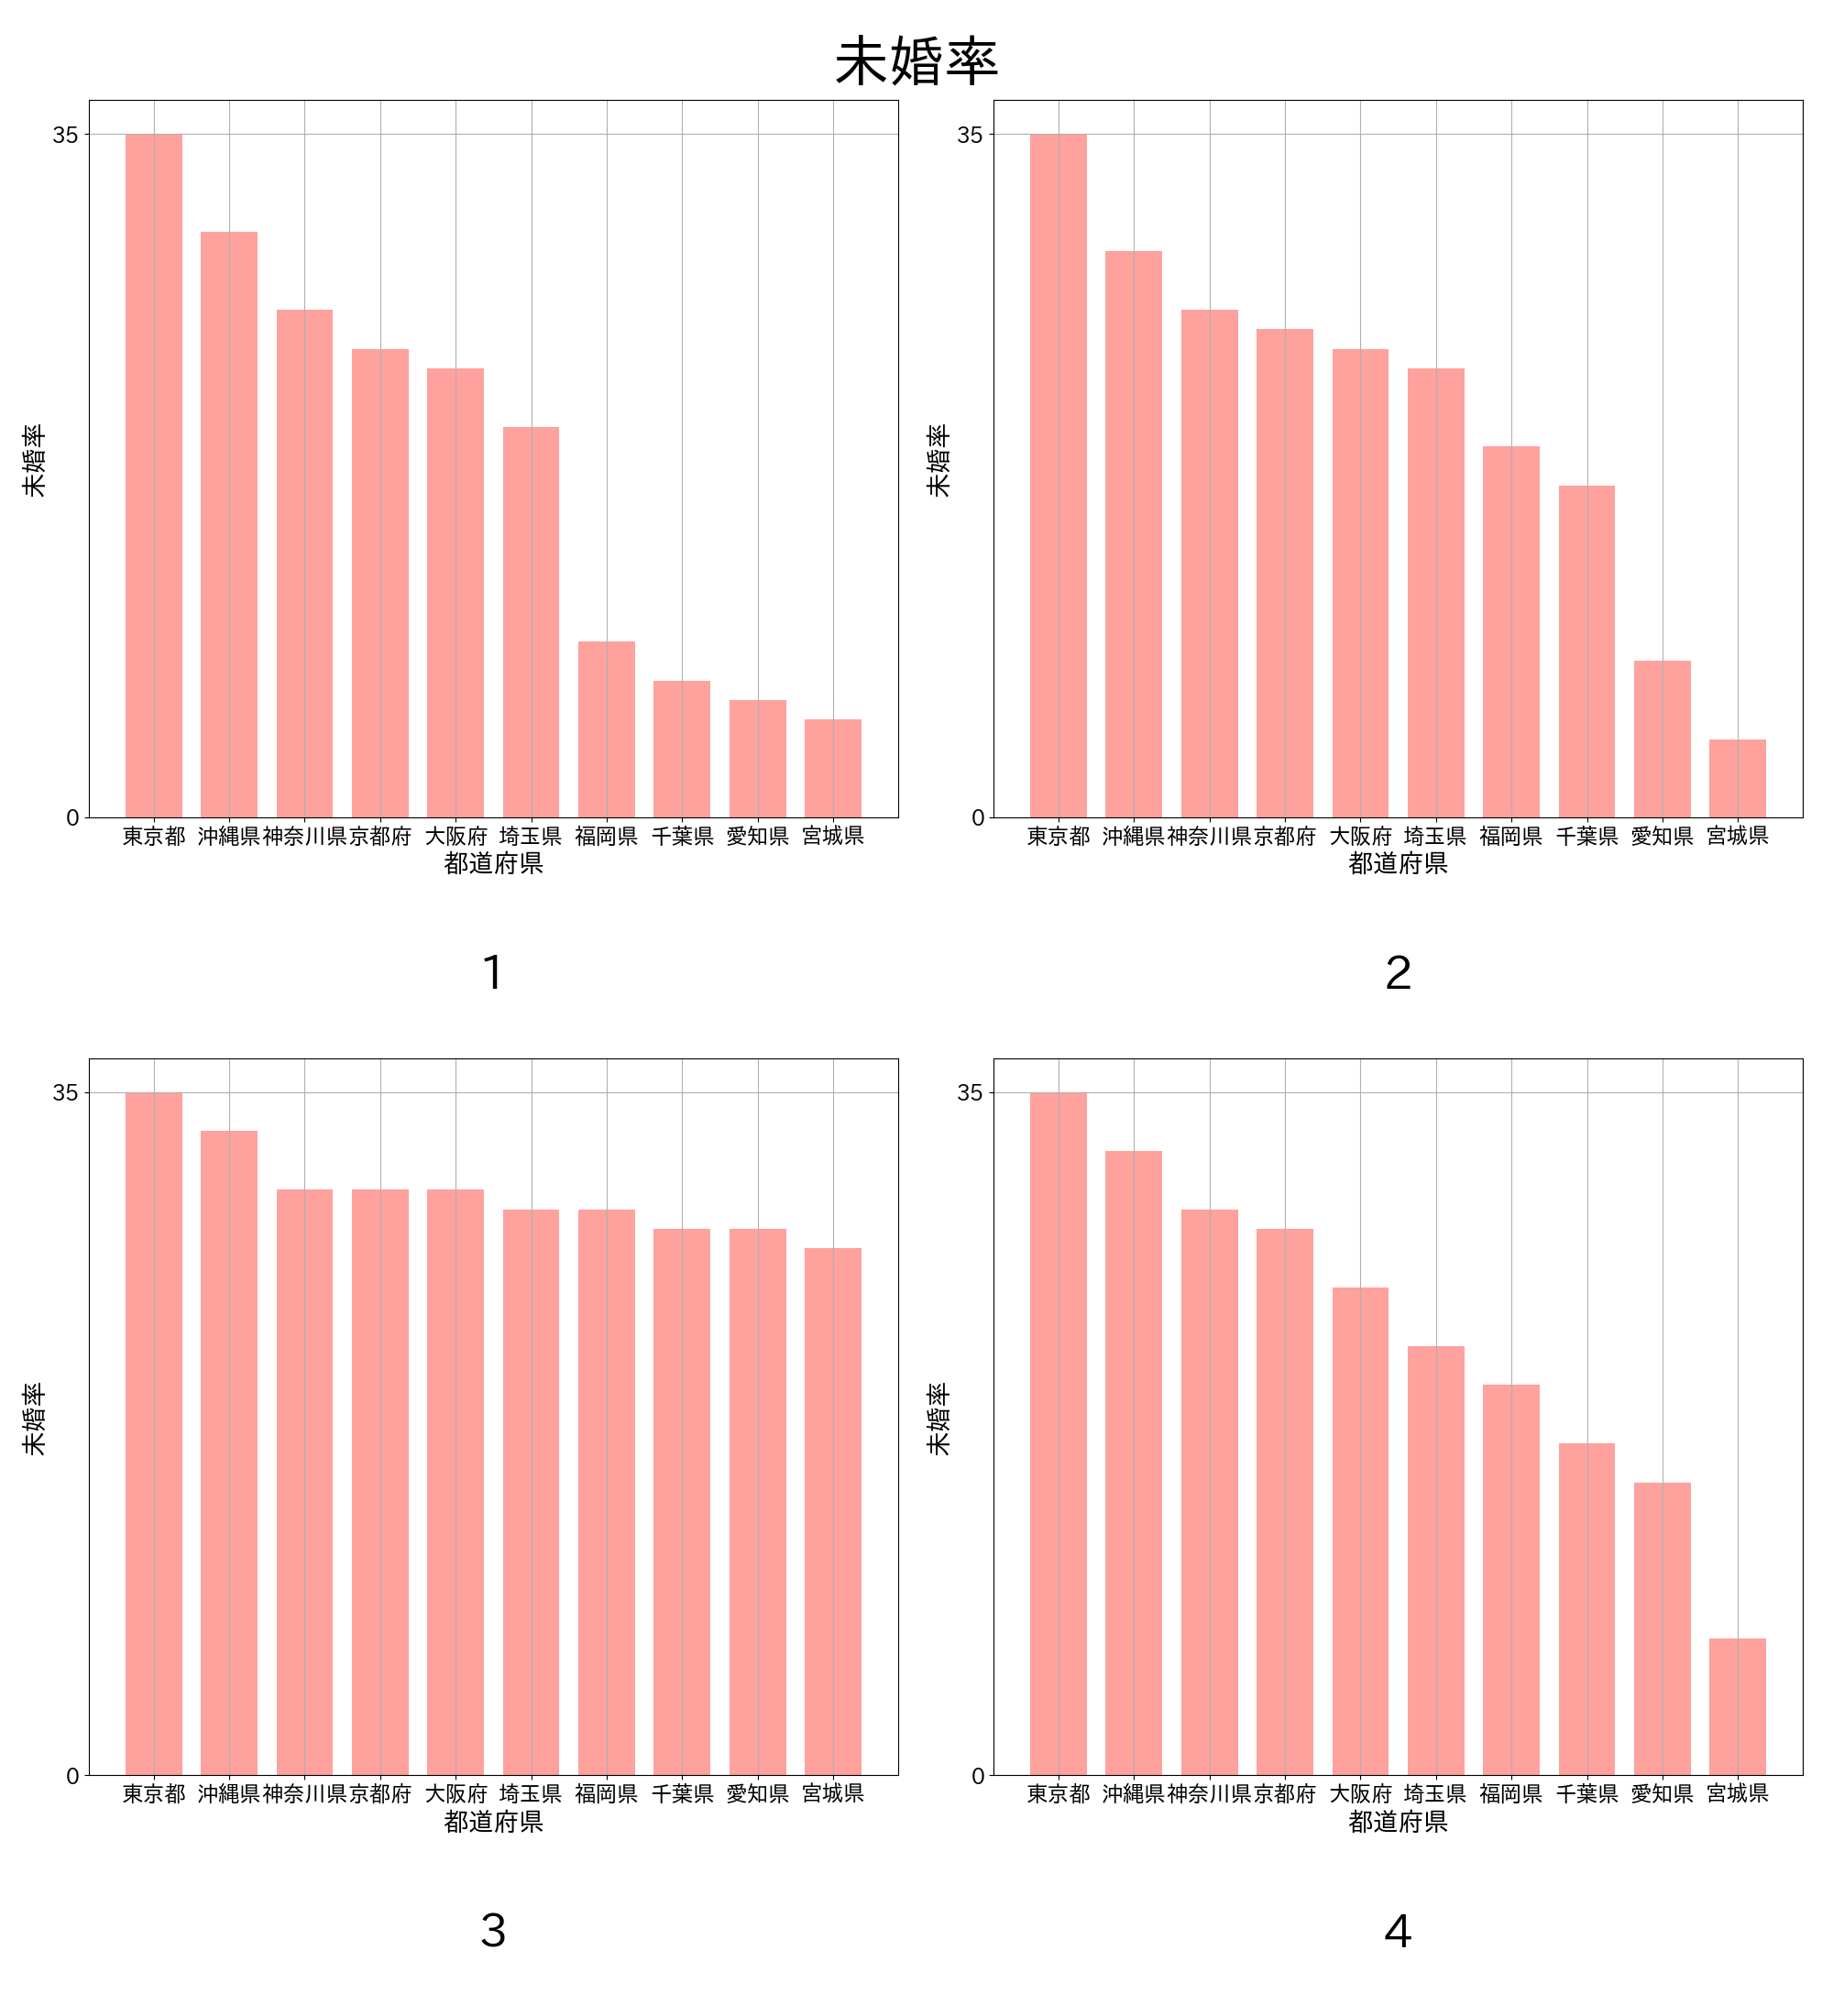 未婚率
35
0
未婚率
東京都 沖縄県 神奈川県 京都府 大阪府 埼玉県 福岡県 千葉県 愛知県 宮城県
都道府県
1
35
0
未婚率
東京都 沖縄県 神奈川県 京都府 大阪府 埼玉県 福岡県 千葉県 愛知県 宮城県
都道府県
2
35
0
未婚率
東京都 沖縄県 神奈川県 京都府 大阪府 埼玉県 福岡県 千葉県 愛知県 宮城県
都道府県
3
35
0
未婚率
東京都 沖縄県 神奈川県 京都府 大阪府 埼玉県 福岡県 千葉県 愛知県 宮城県
都道府県
4